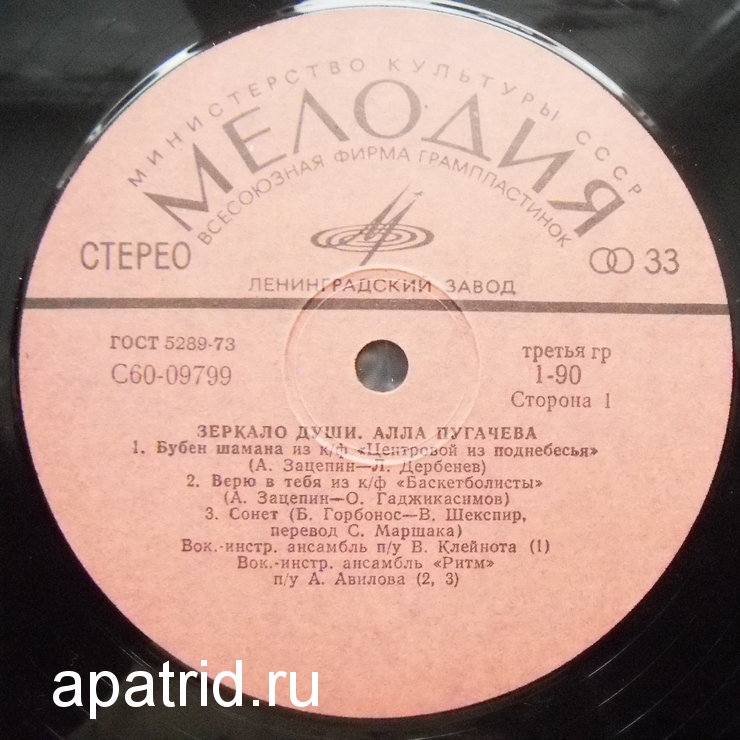 МИНИСТЕРСТВО КУЛЬТУРЫ СССР
МЕЛОДИЯ
ВСЕСОЮЗНАЯ ФИРМА ГРАМПЛАСТИНОК
СТЕРЕО
33
ЛЕНИНГРАДСКИЙ ЗАВОД
ГОСТ 5289-73
третья гр
С60-09799
1-90
Сторона 1
ЗЕРКАЛО ДУШИ. АЛЛА ПУГАЧЕВА
1. Бубен шамана из к/ф «Центровой из поднебесья»
(А. Зацепин—Л. Дербенев)
2. Верю в тебя из к/ф «Баскетболисты»
(А. Зацепин—О. Гаджикасимов)
3. Сонет (Б. Горбонос—В. Шекспир,
перевод С. Маршака)
Вок.-инстр. ансамбль п/у В. Клейнота (1)
Вок.-инстр. ансамбль «Ритм»
п/у А. Авилова (2, 3)
apatrid.ru